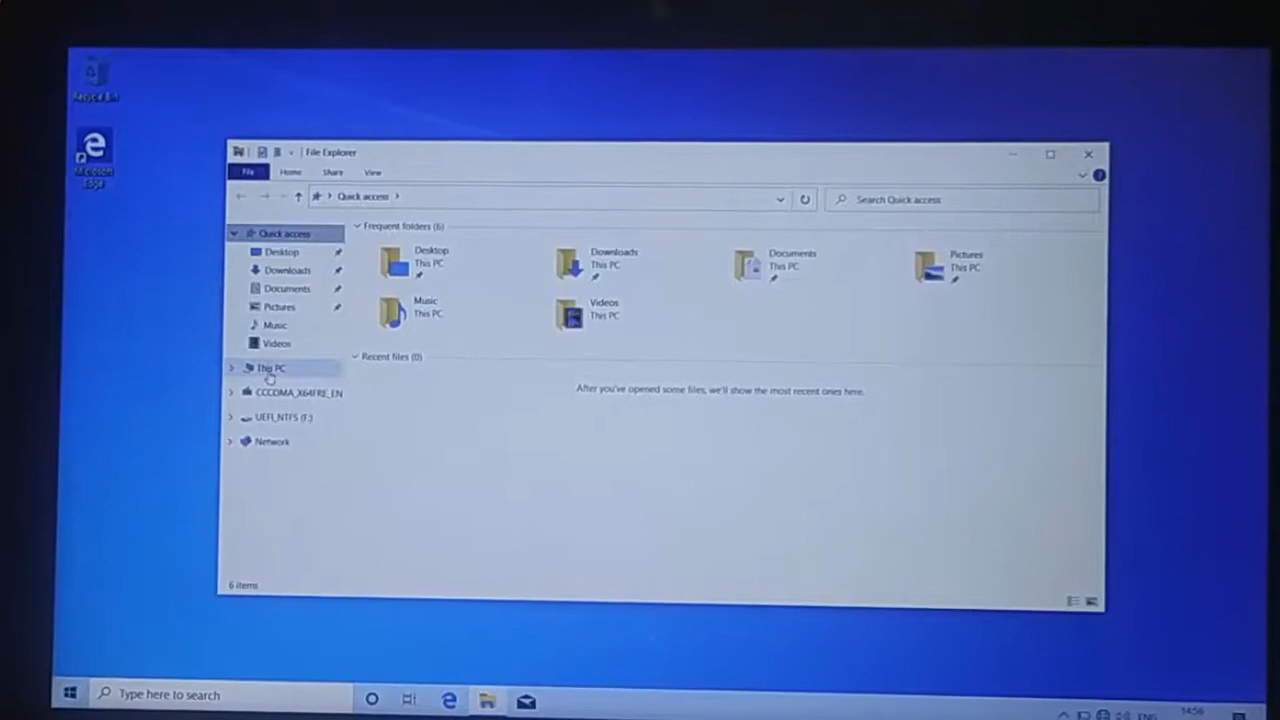 Recycle Bin
Microsoft
Edge
File Explorer
File
Home
Share
View
Quick access
Search Quick access
Quick access
Desktop
Downloads
Documents
Pictures
Music
Videos
This PC
CCCOMA_X64FRE_EN
UEFI_NTFS (F:)
Network
Frequent folders (6)
Desktop
This PC
Downloads
This PC
Documents
This PC
Pictures
This PC
Music
This PC
Videos
This PC
Recent files (0)
After you've opened some files, we'll show the most recent ones here.
6 items
Type here to search
ENG
14:56